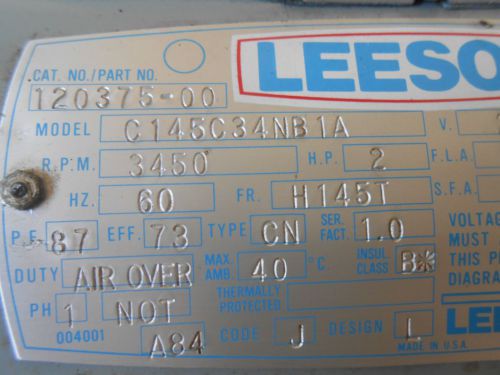 LEESO
CAT. NO./PART NO.
120375-00
MODEL C145C34NB1A V.
R.P.M. 3450 H.P. 2 F.L.A.
HZ. 60 FR. H145T S.F.A.
P.F. 87 EFF. 73 TYPE CN SER. FACT. 1.0
DUTY AIR OVER MAX. AMB. 40 °C. INSUL. CLASS B
PH 1 NOT THERMALLY PROTECTED
004001 A84 CODE J DESIGN L
VOLTAG
MUST
THIS P
DIAGRA
LEE
MADE IN U.S.A.